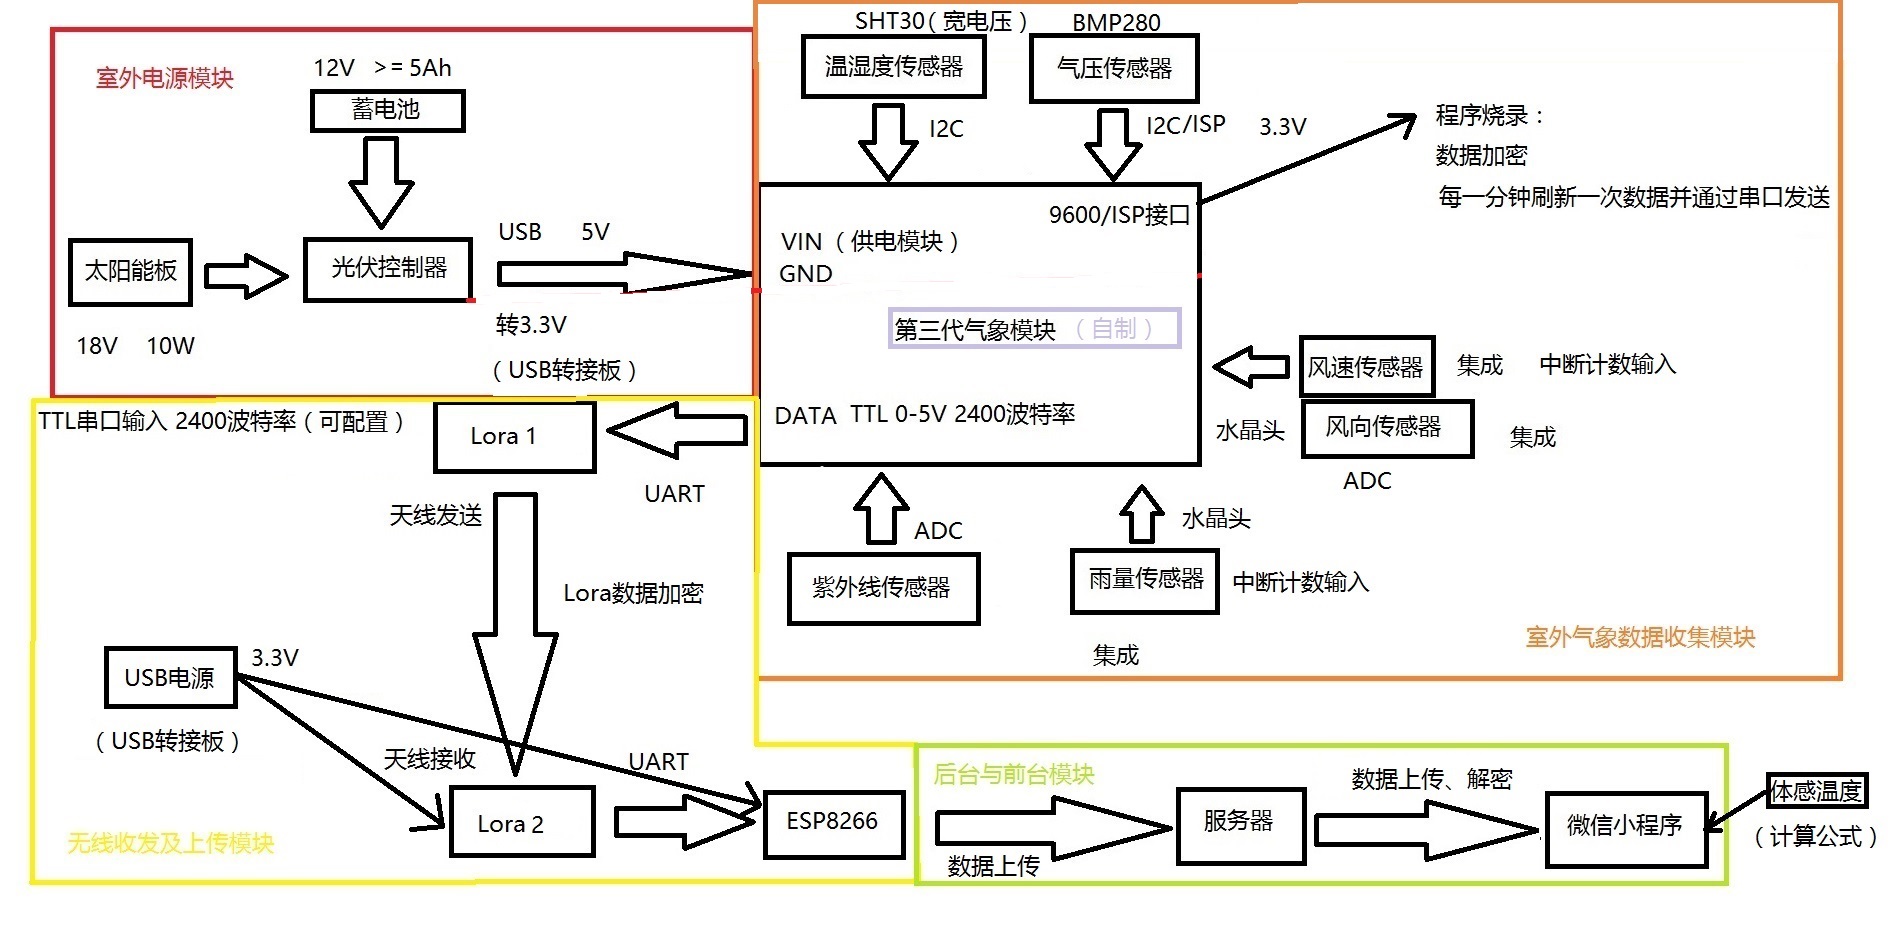 室外电源模块
12V >=5Ah
蓄电池
太阳能板
18V 10W
光伏控制器
USB 5V
转3.3V
（USB转接板）
SHT30（宽电压）
温湿度传感器
I2C
BMP280
气压传感器
I2C/ISP 3.3V
程序烧录：
数据加密
每一分钟刷新一次数据并通过串口发送
9600/ISP接口
VIN（供电模块）
GND
第三代气象模块（自制）
DATA TTL 0-5V 2400波特率
风速传感器 集成 中断计数输入
水晶头 风向传感器 集成
ADC
ADC
紫外线传感器
水晶头
雨量传感器 中断计数输入
集成
室外气象数据收集模块
TTL串口输入 2400波特率（可配置）
Lora 1
UART
天线发送
Lora数据加密
USB电源 3.3V
（USB转接板）
天线接收
Lora 2
UART
ESP8266
无线收发及上传模块
后台与前台模块
数据上传
服务器
数据上传、解密
微信小程序
体感温度
（计算公式）